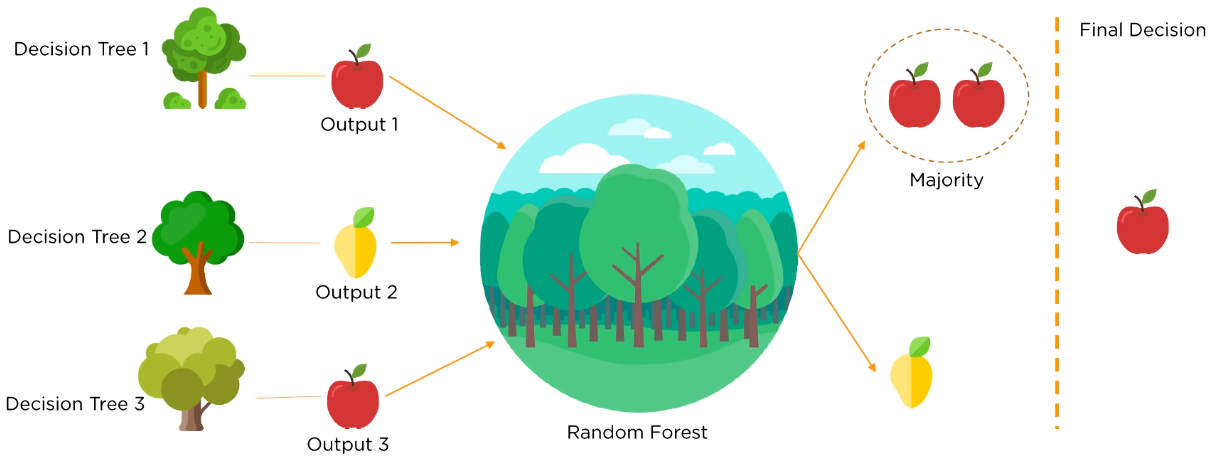 Decision Tree 1
Output 1
Decision Tree 2
Output 2
Decision Tree 3
Output 3
Random Forest
Majority
Final Decision